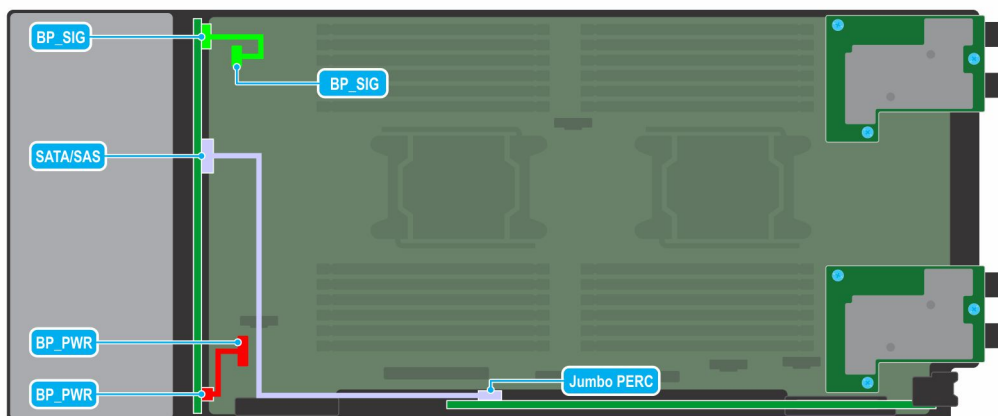 BP_SIG
BP_SIG
SATA/SAS
BP_PWR
Jumbo PERC
BP_PWR